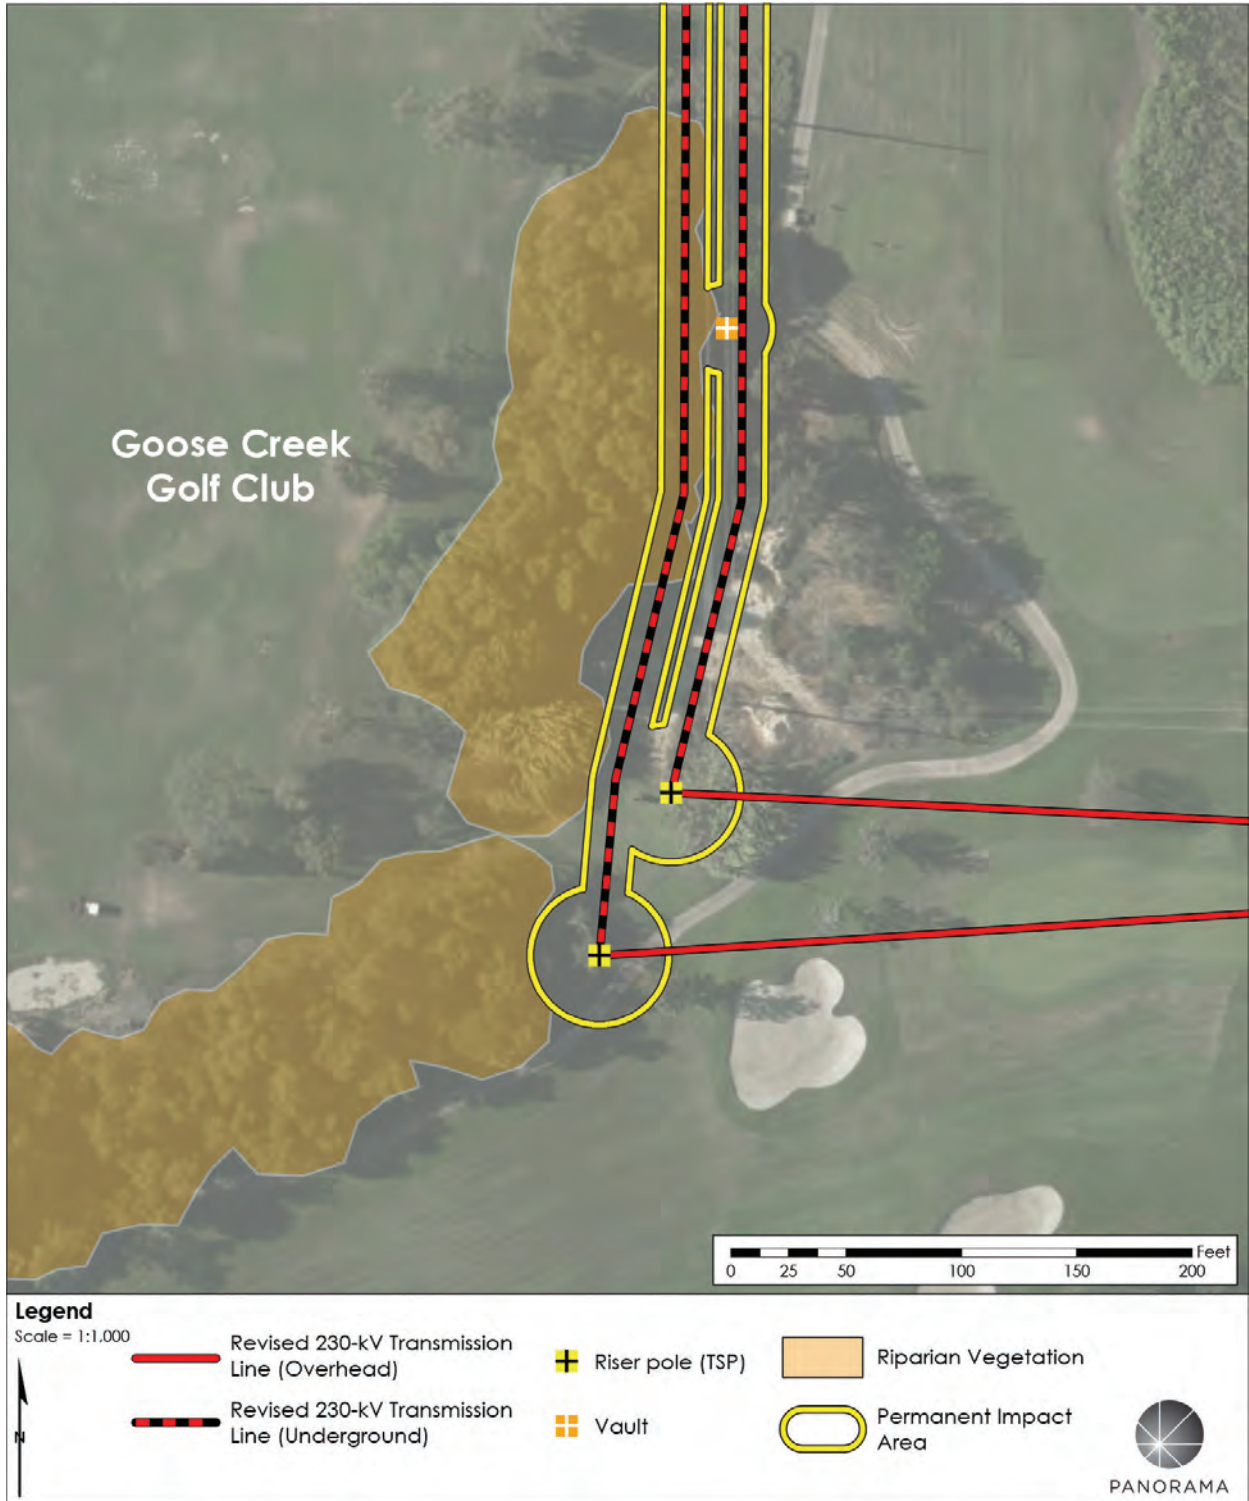 Goose Creek
Golf Club
Feet
0 25 50 100 150 200
Legend
Scale = 1:1,000
N
Revised 230-kV Transmission
Line (Overhead)
Revised 230-kV Transmission
Line (Underground)
Riser pole (TSP)
Vault
Riparian Vegetation
Permanent Impact
Area
PANORAMA